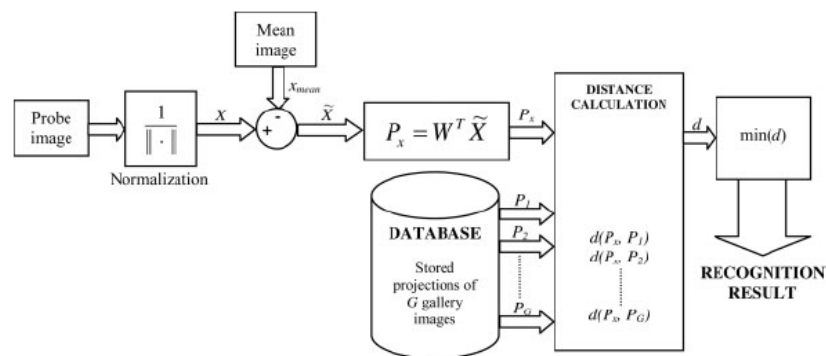 Mean
image
x_mean
Probe
image
1
‖ · ‖
Normalization
X
+
-
X̃
P_x = W^T X̃
P_x
DATABASE
Stored
projections of
G gallery
images
P_1
P_2
P_G
DISTANCE
CALCULATION
d(P_x, P_1)
d(P_x, P_2)
d(P_x, P_G)
d
min(d)
RECOGNITION
RESULT